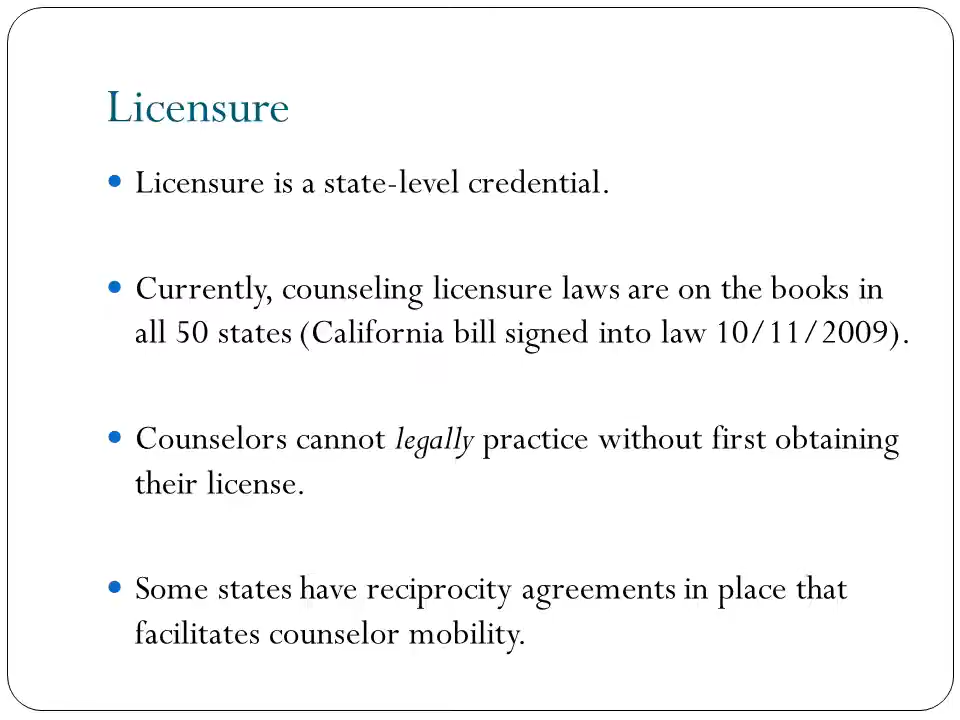 Licensure
• Licensure is a state-level credential.
• Currently, counseling licensure laws are on the books in
all 50 states (California bill signed into law 10/11/2009).
• Counselors cannot legally practice without first obtaining
their license.
• Some states have reciprocity agreements in place that
facilitates counselor mobility.